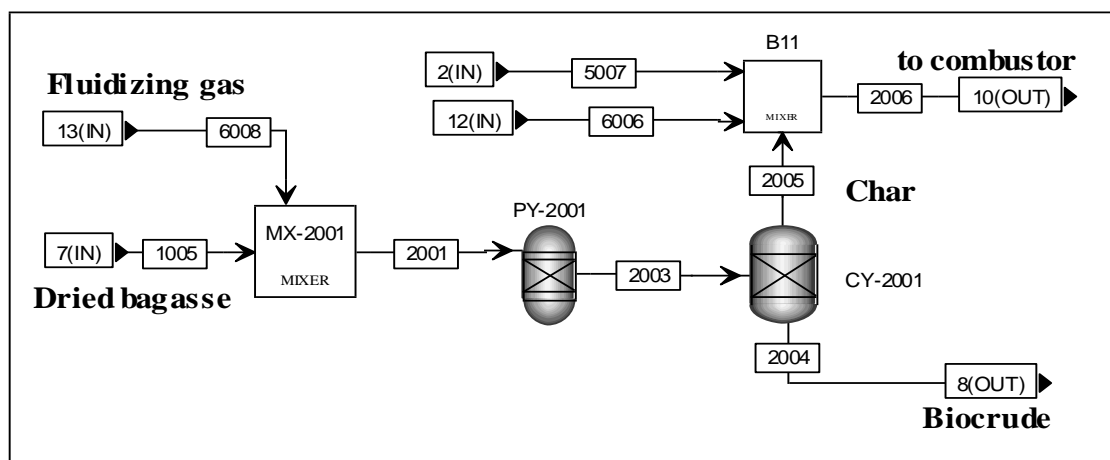 B11
to combustor
2(IN)
5007
Fluidizing gas
2006
10(OUT)
13(IN)
6008
12(IN)
6006
MIXER
2005
Char
PY-2001
MX-2001
7(IN)
1005
2001
2003
CY-2001
MIXER
Dried bagasse
2004
8(OUT)
Biocrude